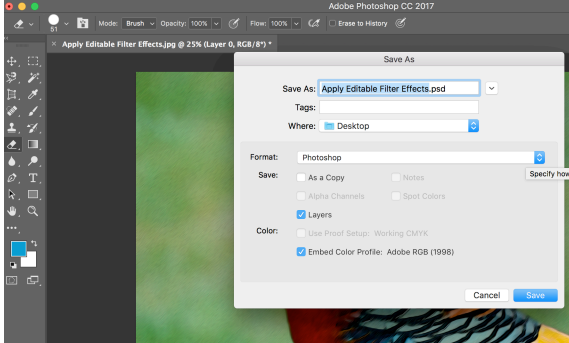 Adobe Photoshop CC 2017
51
Mode: Brush Opacity: 100% Flow: 100% Erase to History
× Apply Editable Filter Effects.jpg @ 25% (Layer 0, RGB/8*) *
Save As
Save As: Apply Editable Filter Effects.psd
Tags:
Where: Desktop
Format: Photoshop
Specify how
Save: As a Copy Notes
Alpha Channels Spot Colors
Layers
Color: Use Proof Setup: Working CMYK
Embed Color Profile: Adobe RGB (1998)
Cancel Save